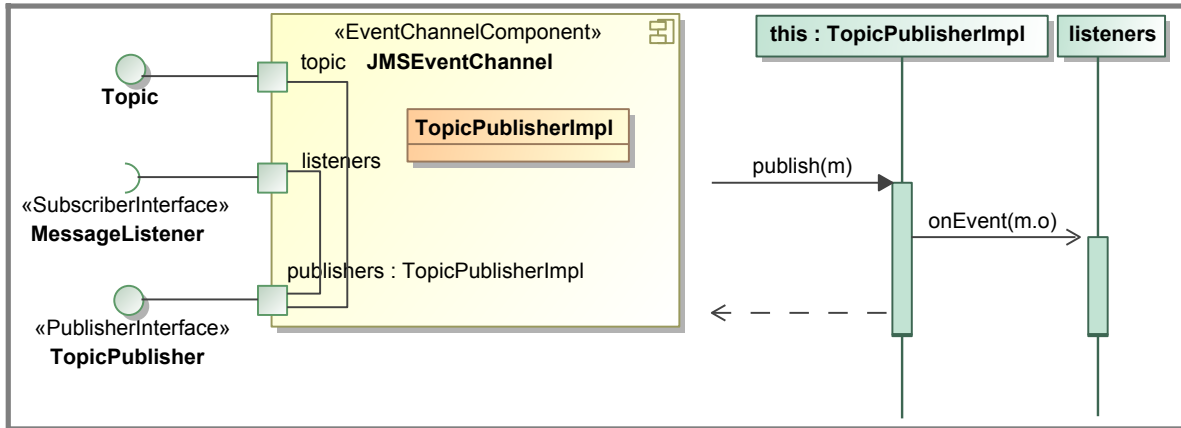 «EventChannelComponent»
topic JMSEventChannel
Topic
TopicPublisherImpl
listeners
«SubscriberInterface»
MessageListener
publishers : TopicPublisherImpl
«PublisherInterface»
TopicPublisher
this : TopicPublisherImpl
listeners
publish(m)
onEvent(m.o)